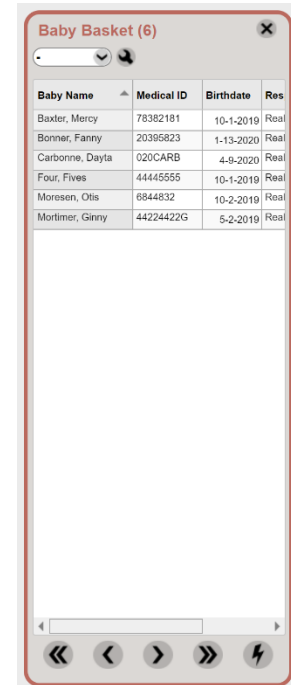 Baby Basket (6)
-
Baby Name Medical ID Birthdate Res
Baxter, Mercy 78382181 10-1-2019 Real
Bonner, Fanny 20395823 1-13-2020 Real
Carbonne, Dayta 020CARB 4-9-2020 Real
Four, Fives 44445555 10-1-2019 Real
Moresen, Otis 6844832 10-2-2019 Real
Mortimer, Ginny 44224422G 5-2-2019 Real